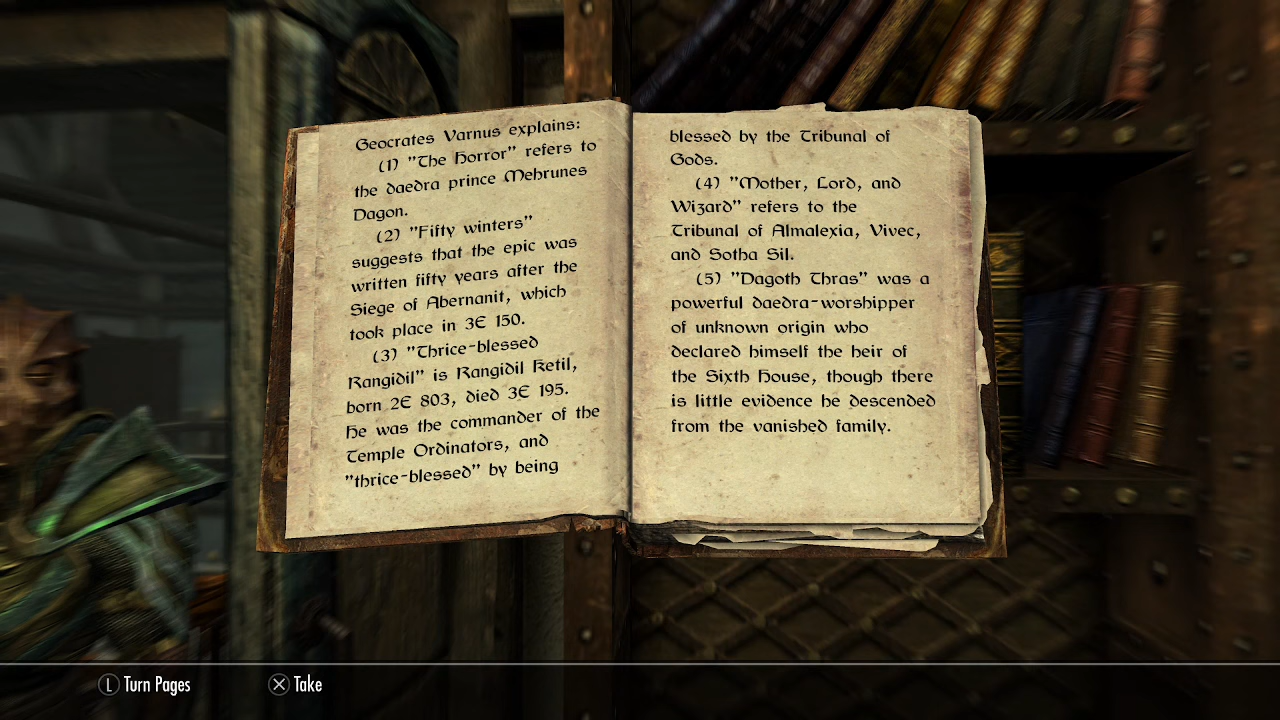 Geocrates Varnus explains:
(1) "The Horror" refers to
the daedra prince Mehrunes
Dagon.
(2) "Fifty winters"
suggests that the epic was
written fifty years after the
Siege of Abernanit, which
took place in 3E 150.
(3) "Thrice-blessed
Rangidil" is Rangidil Ketil,
born 2E 803, died 3E 195.
He was the commander of the
Temple Ordinators, and
"thrice-blessed" by being
blessed by the Tribunal of
Gods.
(4) "Mother, Lord, and
Wizard" refers to the
Tribunal of Almalexia, Vivec,
and Sotha Sil.
(5) "Dagoth Thras" was a
powerful daedra-worshipper
of unknown origin who
declared himself the heir of
the Sixth House, though there
is little evidence he descended
from the vanished family.
L Turn Pages
X Take